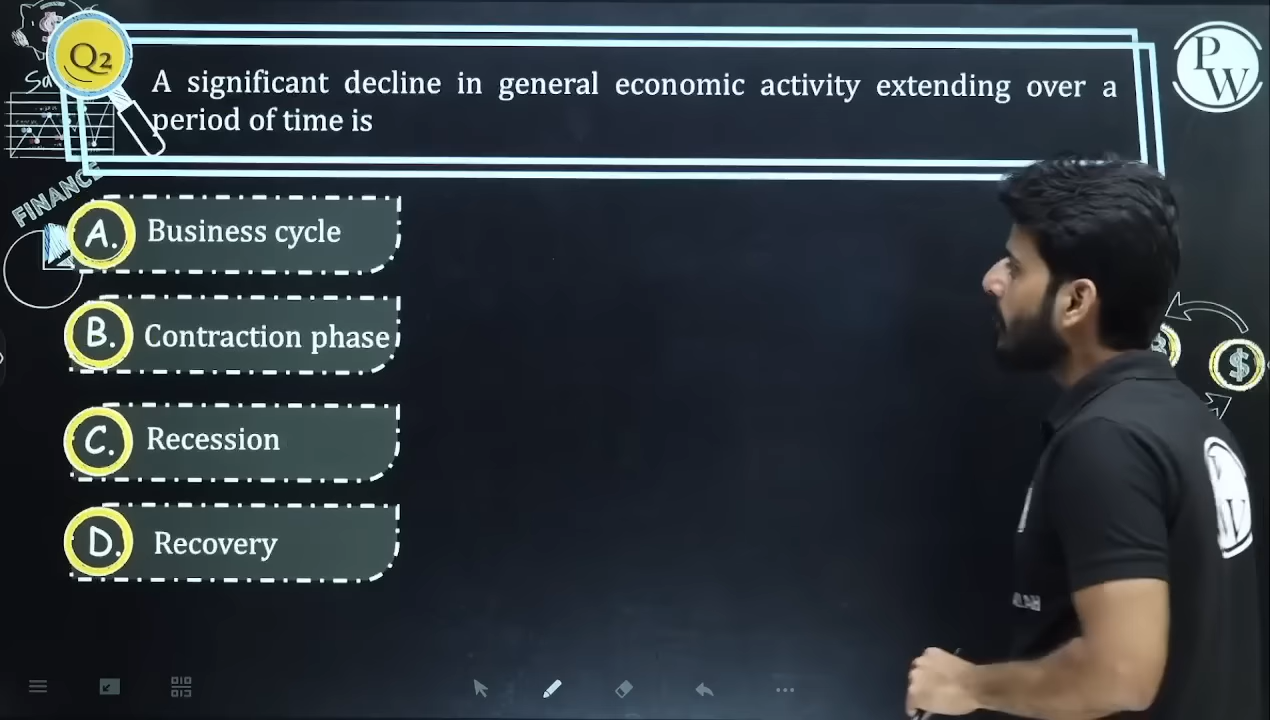 Q2
A significant decline in general economic activity extending over a
period of time is
PW
FINANCE
A. Business cycle
B. Contraction phase
C. Recession
D. Recovery
$